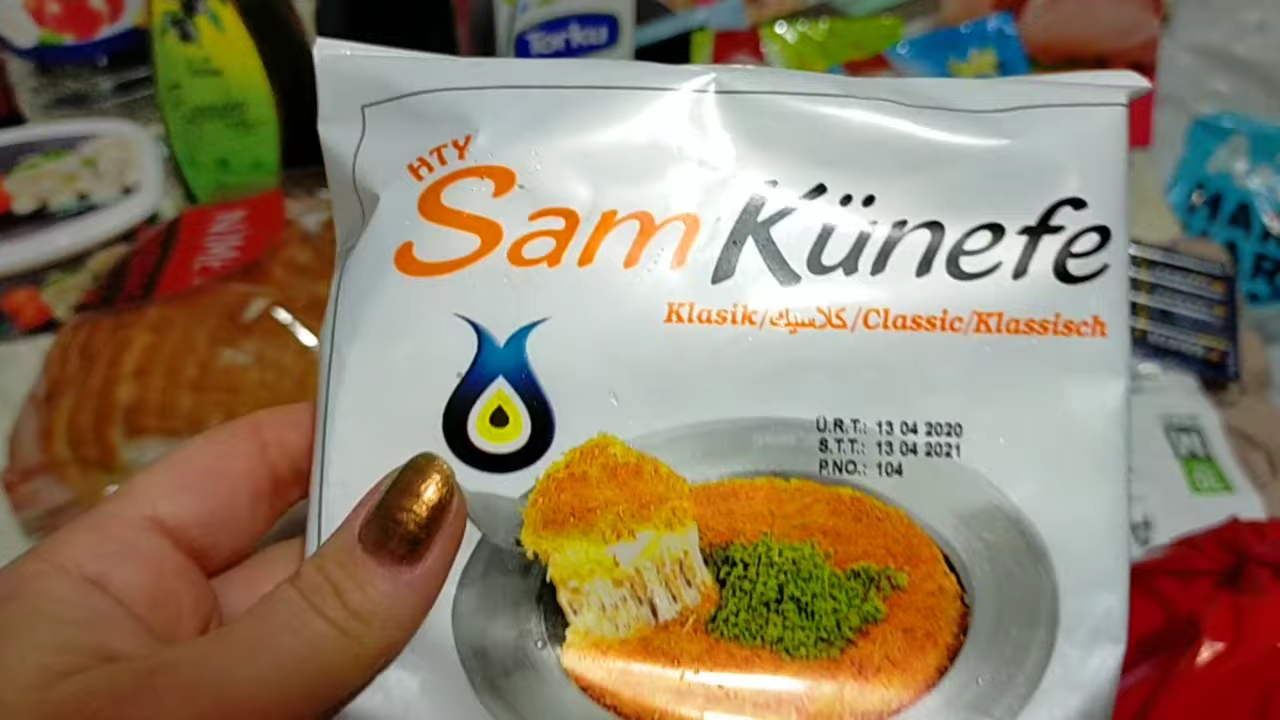 Torku
HTY
Sam Künefe
Klasik/كلاسيك/Classic/Klassisch
Ü.R.T.: 13 04 2020
S.T.T.: 13 04 2021
P.NO.: 104